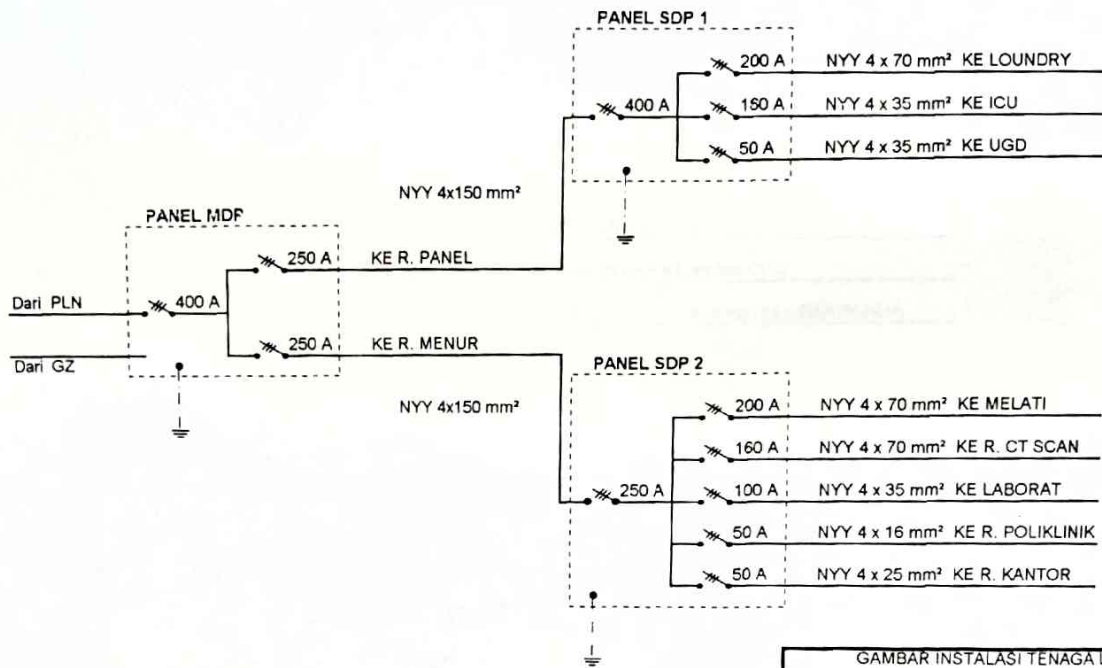 PANEL SDP 1
200 A NYY 4 x 70 mm² KE LOUNDRY
400 A 160 A NYY 4 x 35 mm² KE ICU
50 A NYY 4 x 35 mm² KE UGD
NYY 4x150 mm²
PANEL MDP
250 A KE R. PANEL
Dari PLN 400 A
250 A KE R. MENUR
Dari GZ
PANEL SDP 2
NYY 4x150 mm²
200 A NYY 4 x 70 mm² KE MELATI
160 A NYY 4 x 70 mm² KE R. CT SCAN
250 A 100 A NYY 4 x 35 mm² KE LABORAT
50 A NYY 4 x 16 mm² KE R. POLIKLINIK
50 A NYY 4 x 25 mm² KE R. KANTOR
GAMBAR INSTALASI TENAGA